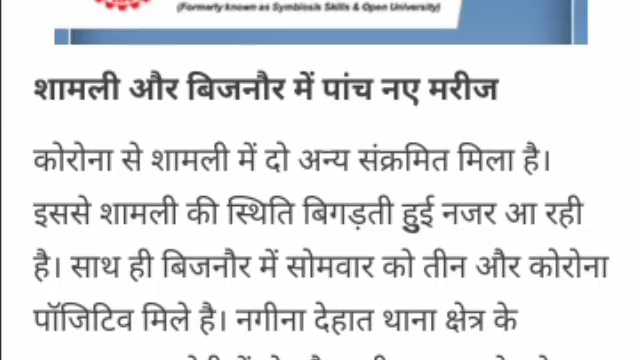 (Formerly known as Symbiosis Skills & Open University)
शामली और बिजनौर में पांच नए मरीज
कोरोना से शामली में दो अन्य संक्रमित मिला है।
इससे शामली की स्थिति बिगड़ती हुुई नजर आ रही
है। साथ ही बिजनौर में सोमवार को तीन और कोरोना
पॉजिटिव मिले है। नगीना देहात थाना क्षेत्र के